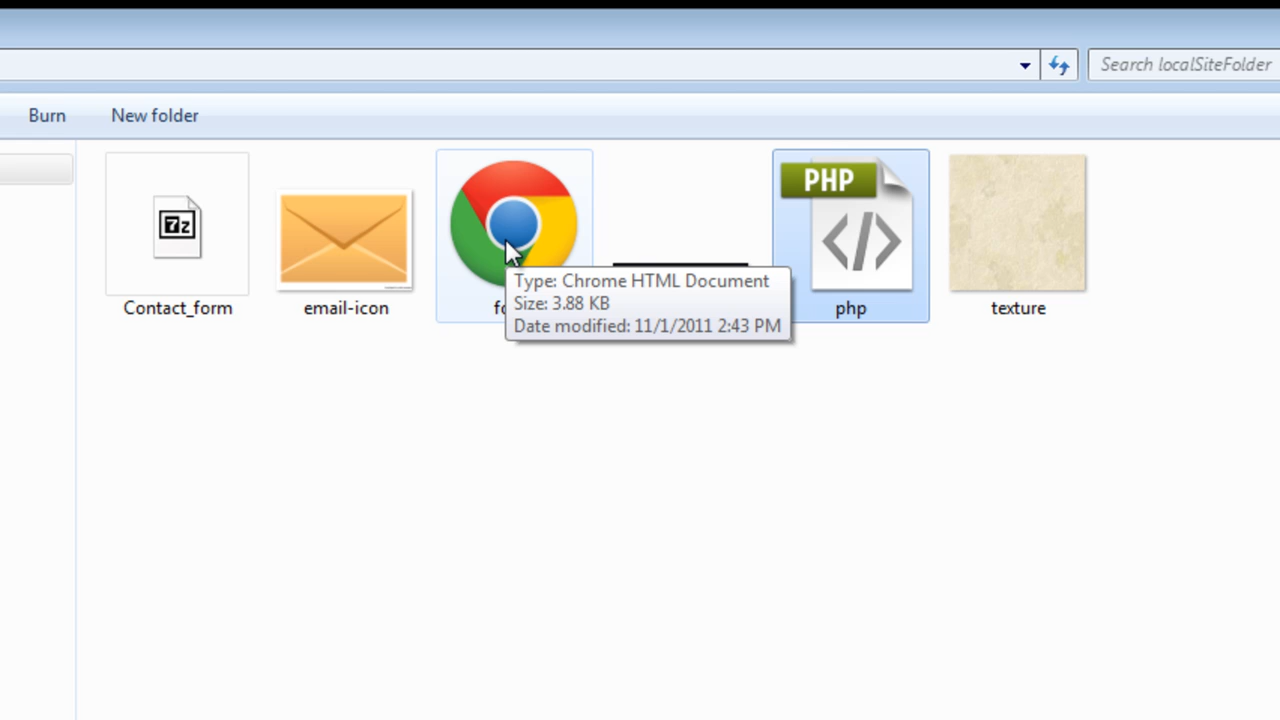 Search localSiteFolder
Burn
New folder
7z
PHP
</>
Type: Chrome HTML Document
Size: 3.88 KB
Date modified: 11/1/2011 2:43 PM
Contact_form
email-icon
php
texture